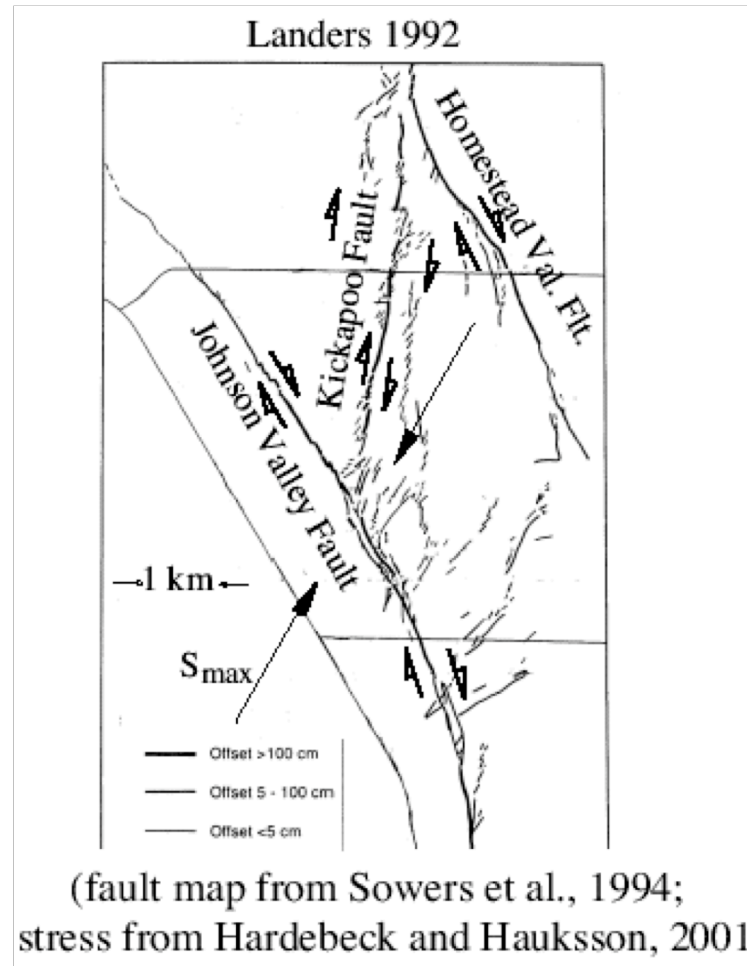 Landers 1992
Homestead Val. Flt.
Kickapoo Fault
Johnson Valley Fault
1 km
Smax
Offset >100 cm
Offset 5 - 100 cm
Offset <5 cm
(fault map from Sowers et al., 1994;
stress from Hardebeck and Hauksson, 2001